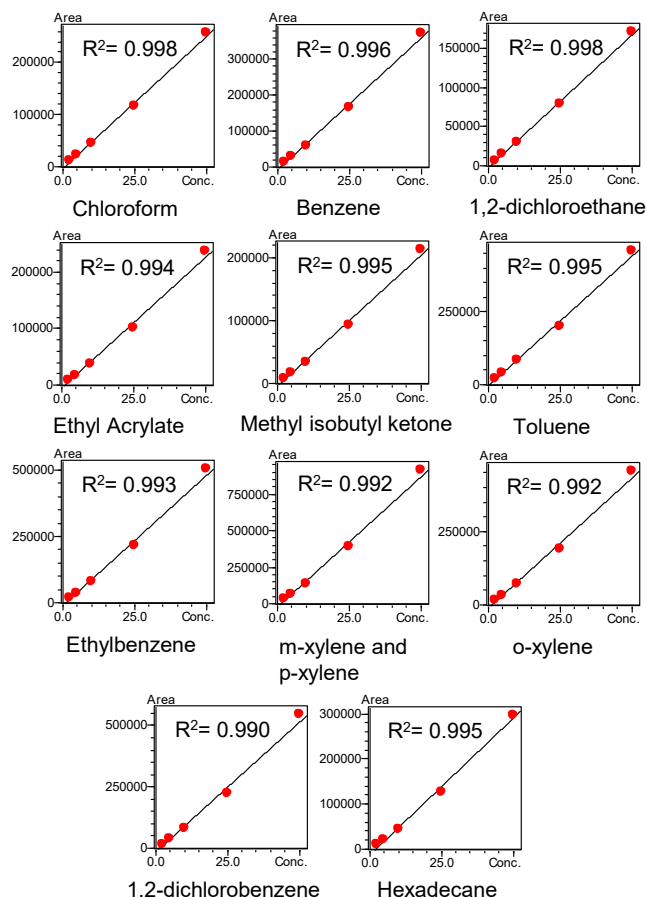 Area
R²= 0.998
200000
100000
0
0.0 25.0 Conc.
Chloroform
Area
R²= 0.996
300000
200000
100000
0
0.0 25.0 Conc.
Benzene
Area
R²= 0.998
150000
100000
50000
0
0.0 25.0 Conc.
1,2-dichloroethane
Area
R²= 0.994
200000
100000
0
0.0 25.0 Conc.
Ethyl Acrylate
Area
R²= 0.995
200000
100000
0
0.0 25.0 Conc.
Methyl isobutyl ketone
Area
R²= 0.995
250000
0
0.0 25.0 Conc.
Toluene
Area
R²= 0.993
500000
250000
0
0.0 25.0 Conc.
Ethylbenzene
Area
R²= 0.992
750000
500000
250000
0
0.0 25.0 Conc.
m-xylene and
p-xylene
Area
R²= 0.992
250000
0
0.0 25.0 Conc.
o-xylene
Area
R²= 0.990
500000
250000
0
0.0 25.0 Conc.
1,2-dichlorobenzene
Area
R²= 0.995
300000
200000
100000
0
0.0 25.0 Conc.
Hexadecane